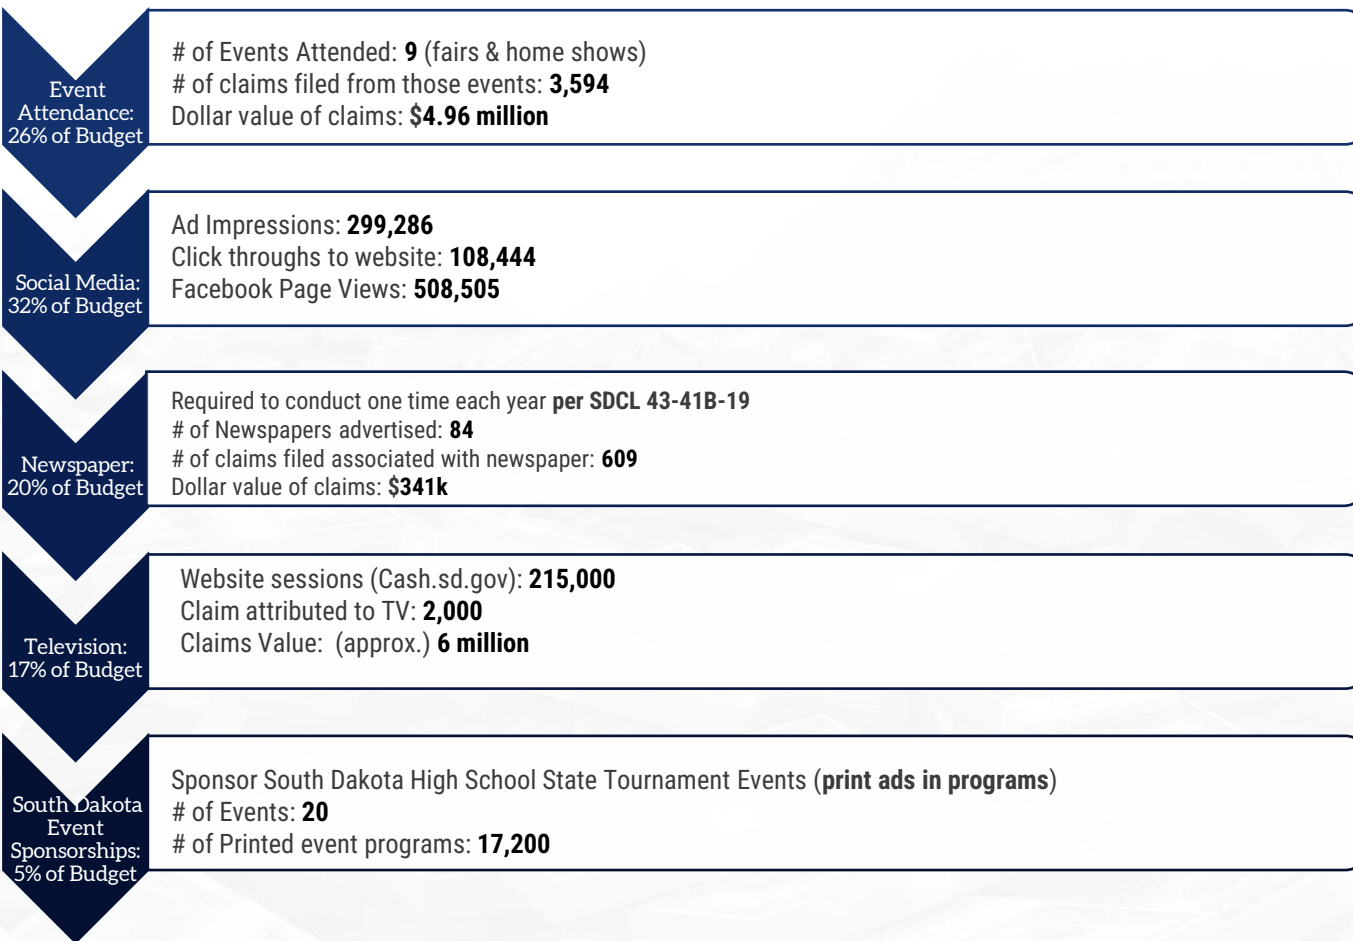 Event
Attendance:
26% of Budget
# of Events Attended: 9 (fairs & home shows)
# of claims filed from those events: 3,594
Dollar value of claims: $4.96 million
Social Media:
32% of Budget
Ad Impressions: 299,286
Click throughs to website: 108,444
Facebook Page Views: 508,505
Newspaper:
20% of Budget
Required to conduct one time each year per SDCL 43-41B-19
# of Newspapers advertised: 84
# of claims filed associated with newspaper: 609
Dollar value of claims: $341k
Television:
17% of Budget
Website sessions (Cash.sd.gov): 215,000
Claim attributed to TV: 2,000
Claims Value: (approx.) 6 million
South Dakota
Event
Sponsorships:
5% of Budget
Sponsor South Dakota High School State Tournament Events (print ads in programs)
# of Events: 20
# of Printed event programs: 17,200